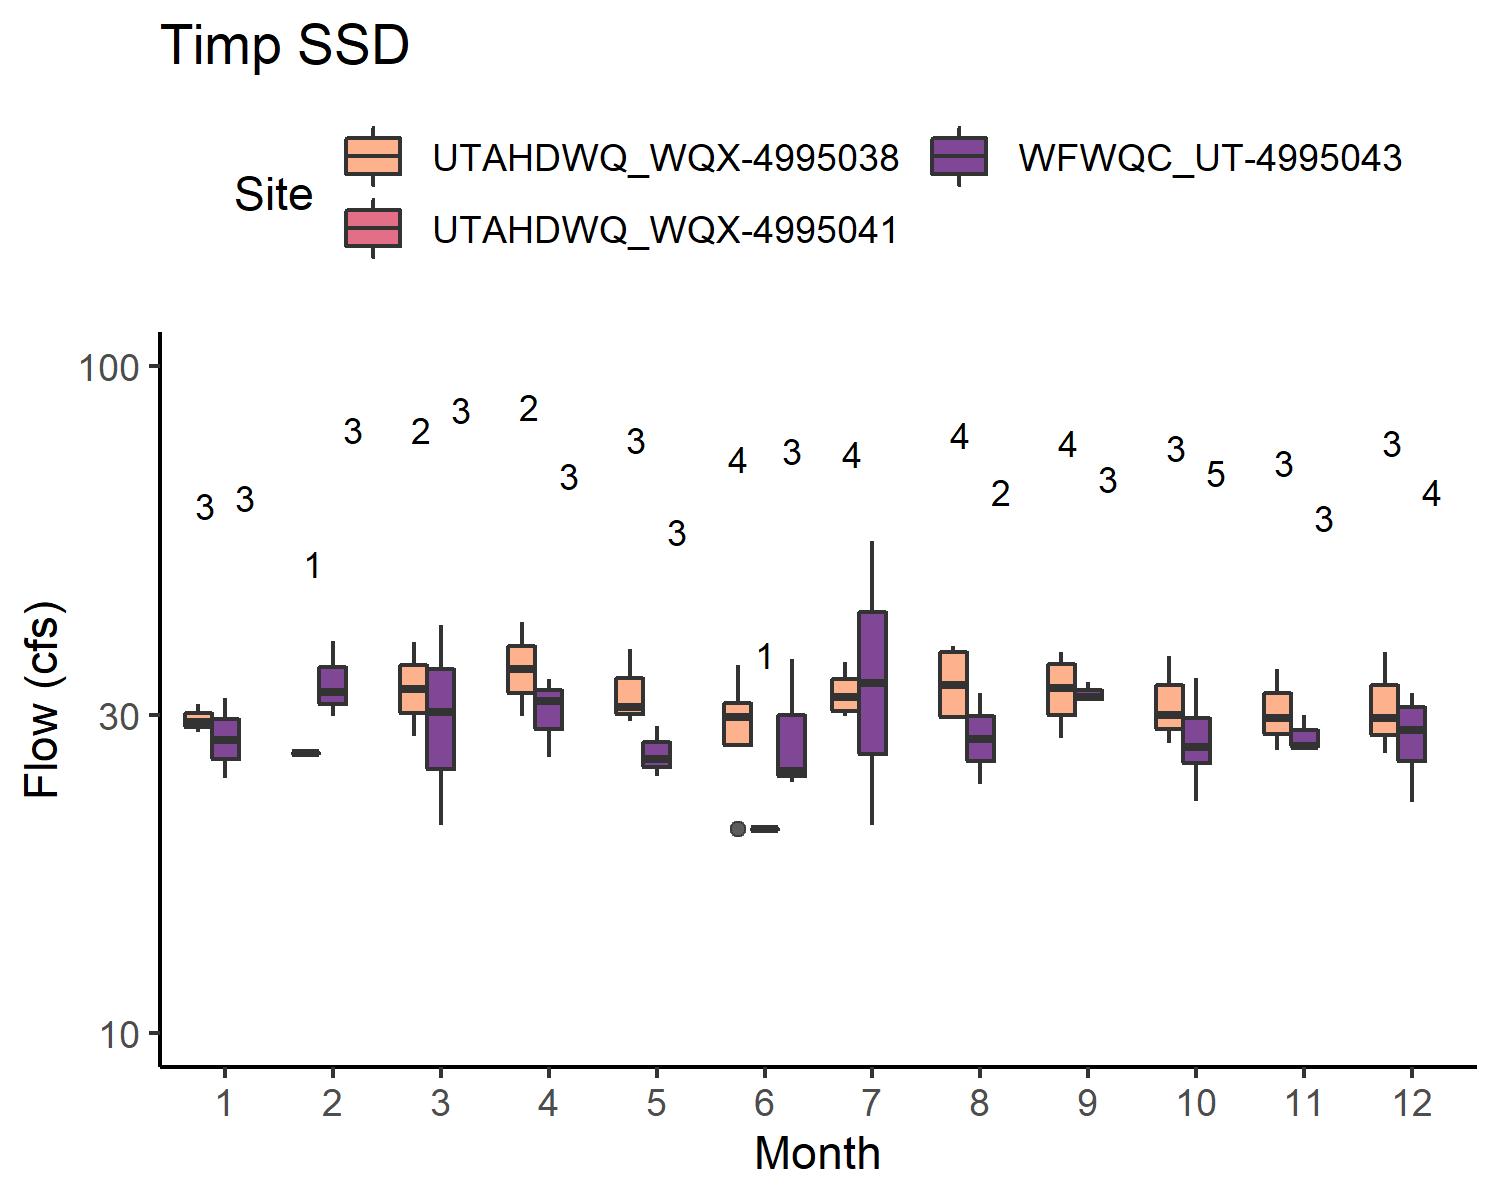 Timp SSD
Site
UTAHDWQ_WQX-4995038
WFWQC_UT-4995043
UTAHDWQ_WQX-4995041
Flow (cfs)
100
30
10
3 3 1 3 2 3 2 3 3 3 4 1 3 4 4 2 4 3 3 5 3 3 3 4
1 2 3 4 5 6 7 8 9 10 11 12
Month